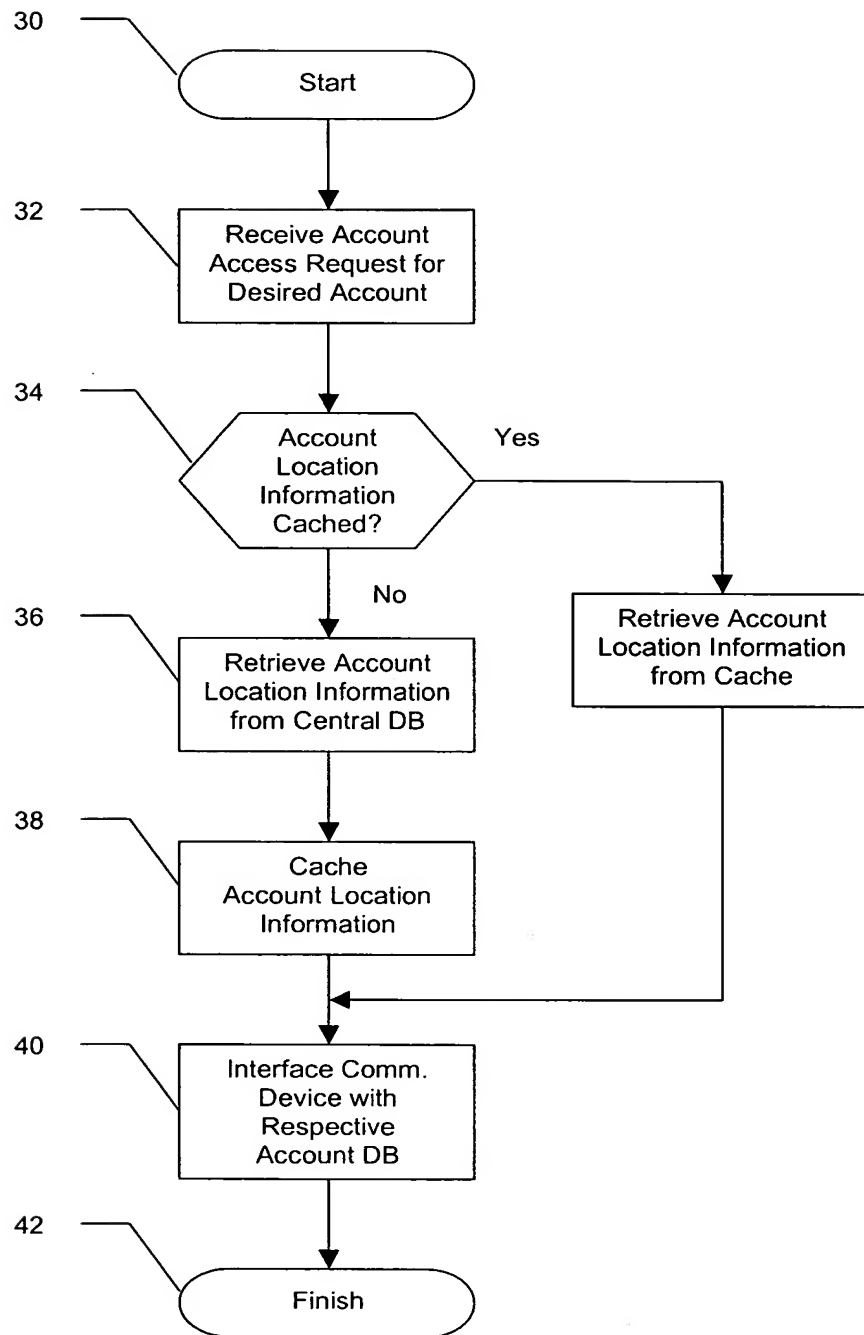 30
Start
32
Receive Account
Access Request for
Desired Account
34
Account
Location
Information
Cached?
Yes
No
36
Retrieve Account
Location Information
from Central DB
Retrieve Account
Location Information
from Cache
38
Cache
Account Location
Information
40
Interface Comm.
Device with
Respective
Account DB
42
Finish